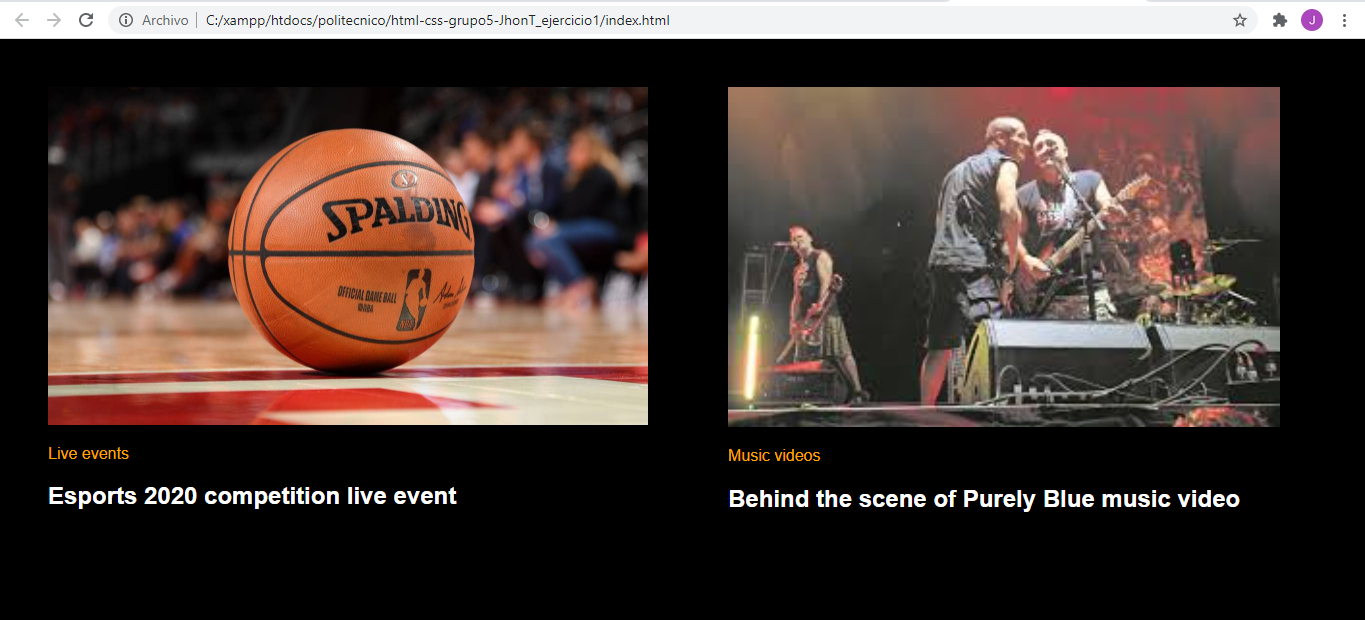 Archivo | C:/xampp/htdocs/politecnico/html-css-grupo5-JhonT_ejercicio1/index.html
J
SPALDING
OFFICIAL GAME BALL
NBA
Live events
Esports 2020 competition live event
Music videos
Behind the scene of Purely Blue music video